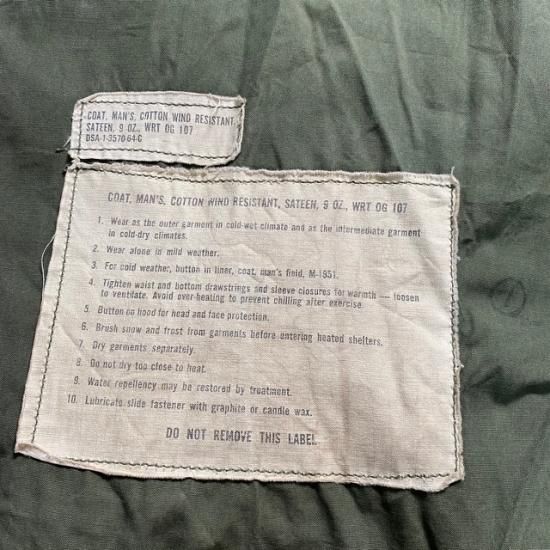 COAT, MAN'S, COTTON WIND RESISTANT,
SATEEN, 9 OZ., WRT OG 107
DSA-1-3570-64-C
COAT, MAN'S, COTTON WIND RESISTANT, SATEEN, 9 OZ., WRT OG 107
1. Wear as the outer garment in cold-wet climate and as the intermediate garment
in cold-dry climates.
2. Wear alone in mild weather.
3. For cold weather, button in liner, coat, man's field, M-1951.
4. Tighten waist and bottom drawstrings and sleeve closures for warmth — loosen
to ventilate. Avoid over-heating to prevent chilling after exercise.
5. Button on hood for head and face protection.
6. Brush snow and frost from garments before entering heated shelters.
7. Dry garments separately.
8. Do not dry too close to heat.
9. Water repellency may be restored by treatment.
10. Lubricate slide fastener with graphite or candle wax.
DO NOT REMOVE THIS LABEL